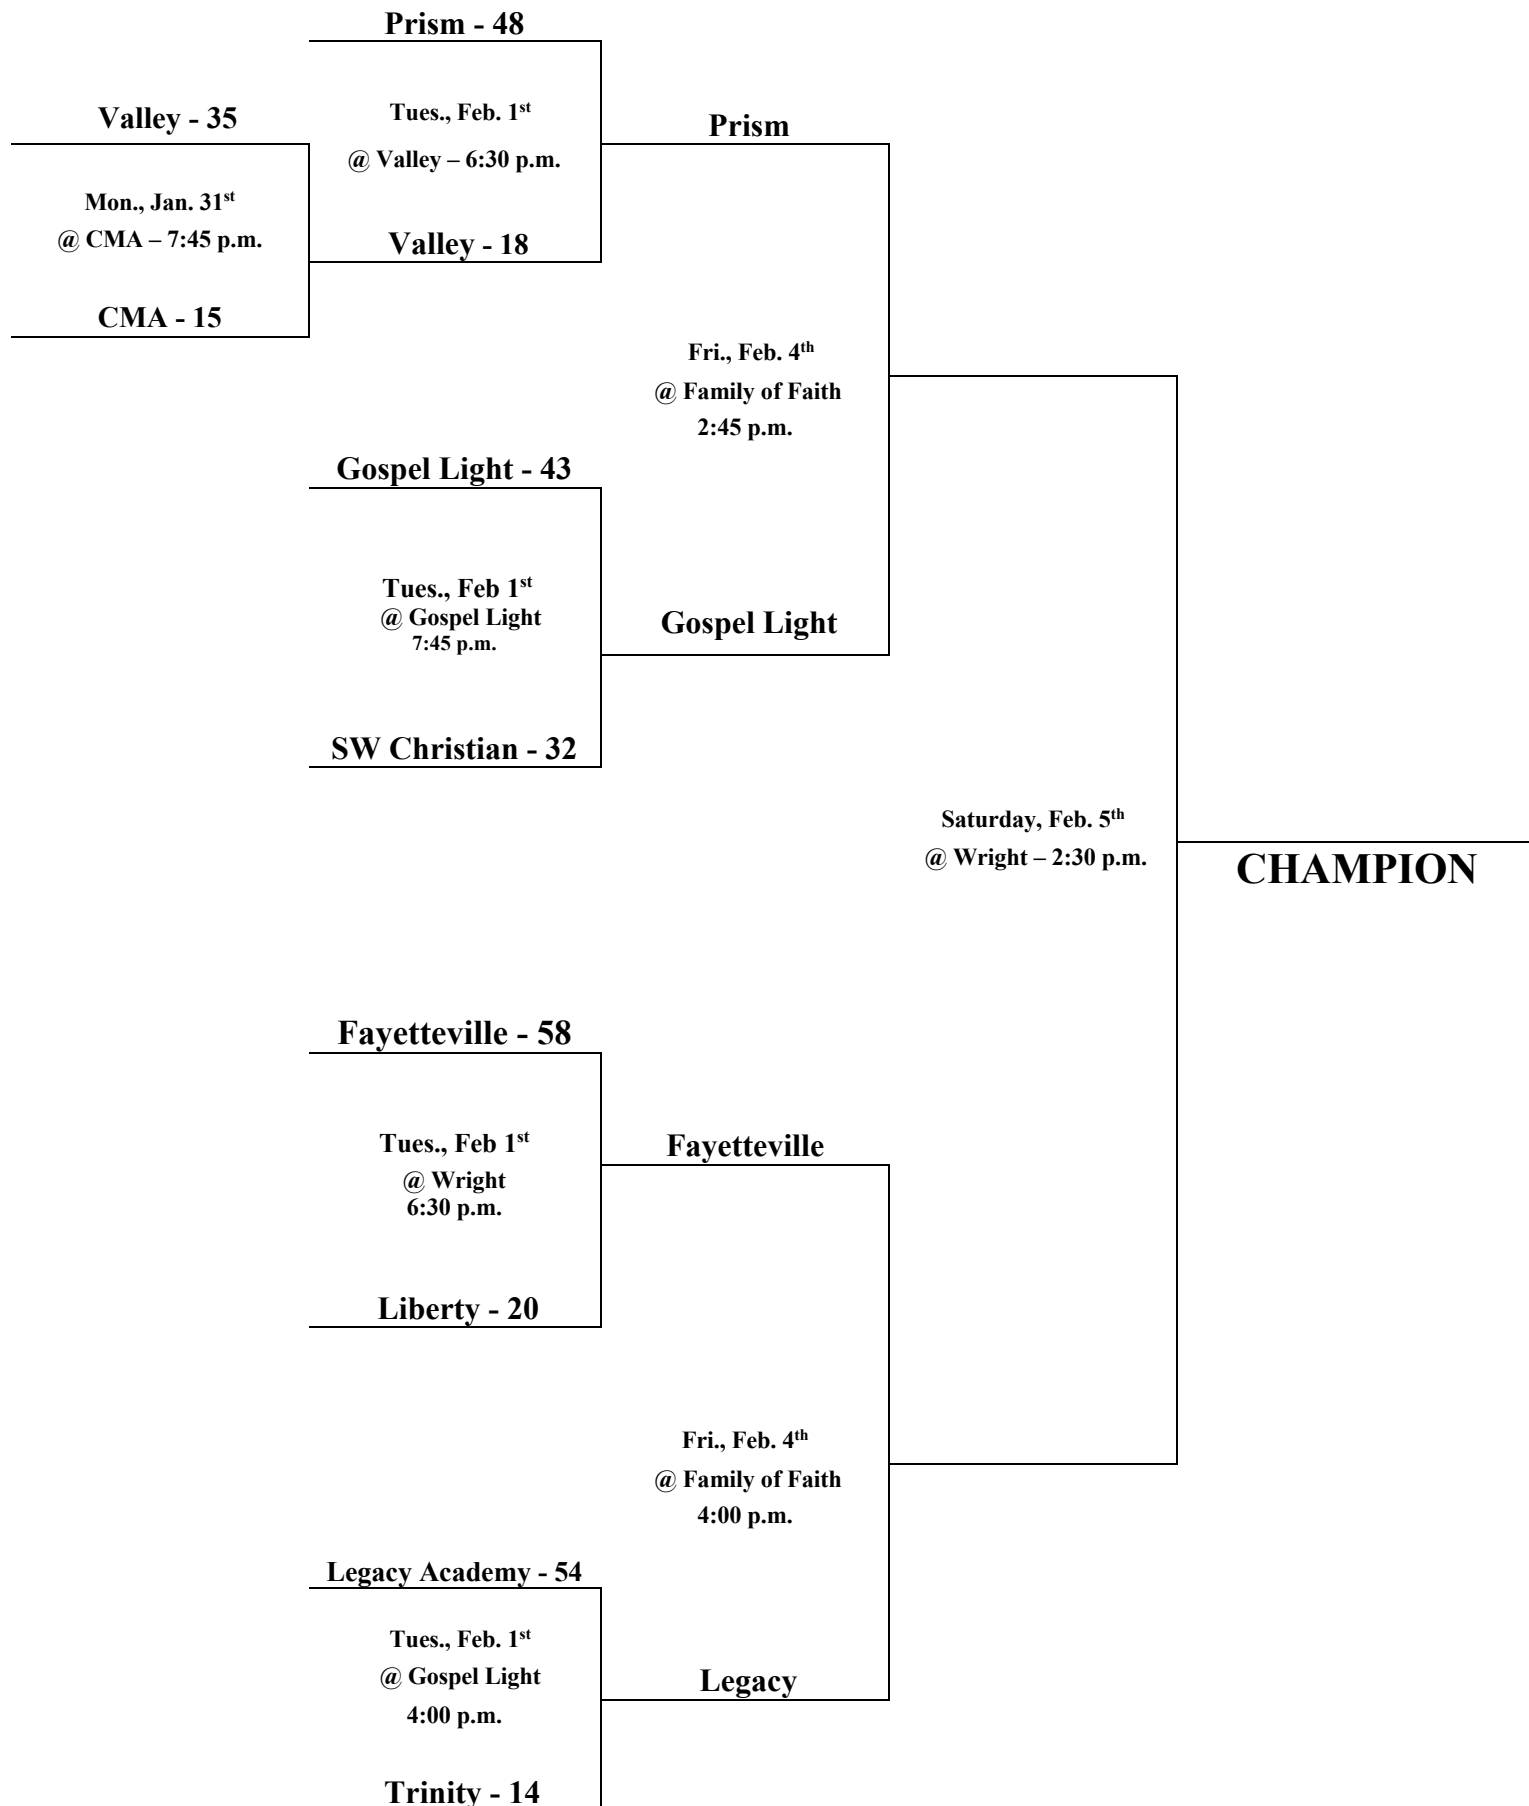 Prism - 48
Valley - 35
Tues., Feb. 1st
@ Valley – 6:30 p.m.
Prism
Mon., Jan. 31st
@ CMA – 7:45 p.m.
Valley - 18
CMA - 15
Fri., Feb. 4th
@ Family of Faith
2:45 p.m.
Gospel Light - 43
Tues., Feb 1st
@ Gospel Light
7:45 p.m.
Gospel Light
SW Christian - 32
Saturday, Feb. 5th
@ Wright – 2:30 p.m.
CHAMPION
Fayetteville - 58
Tues., Feb 1st
@ Wright
6:30 p.m.
Fayetteville
Liberty - 20
Fri., Feb. 4th
@ Family of Faith
4:00 p.m.
Legacy Academy - 54
Tues., Feb. 1st
@ Gospel Light
4:00 p.m.
Legacy
Trinity - 14